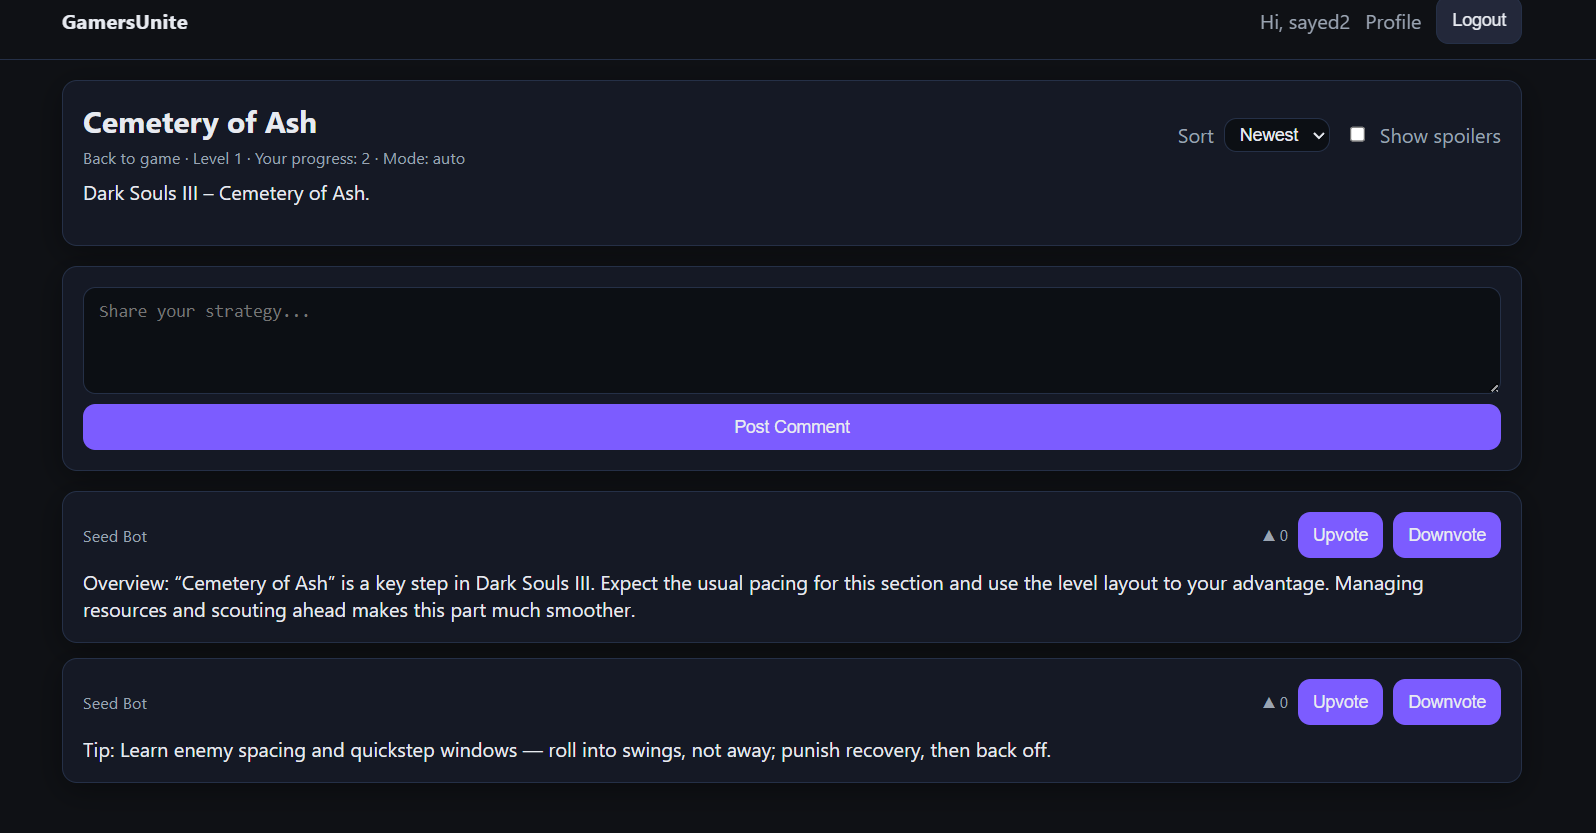 GamersUnite
Hi, sayed2 Profile Logout
Cemetery of Ash
Back to game · Level 1 · Your progress: 2 · Mode: auto
Dark Souls III – Cemetery of Ash.
Sort Newest Show spoilers
Share your strategy...
Post Comment
Seed Bot
▲ 0 Upvote Downvote
Overview: “Cemetery of Ash” is a key step in Dark Souls III. Expect the usual pacing for this section and use the level layout to your advantage. Managing
resources and scouting ahead makes this part much smoother.
Seed Bot
▲ 0 Upvote Downvote
Tip: Learn enemy spacing and quickstep windows — roll into swings, not away; punish recovery, then back off.